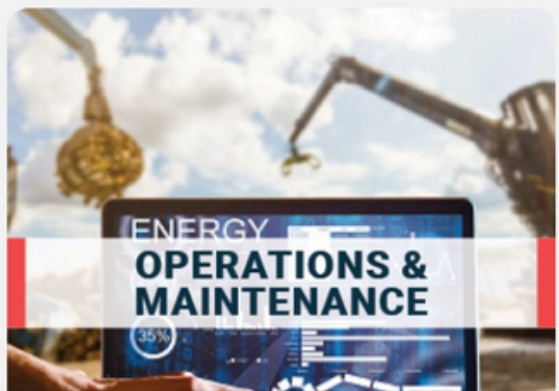 ENERGY
OPERATIONS &
MAINTENANCE
35%